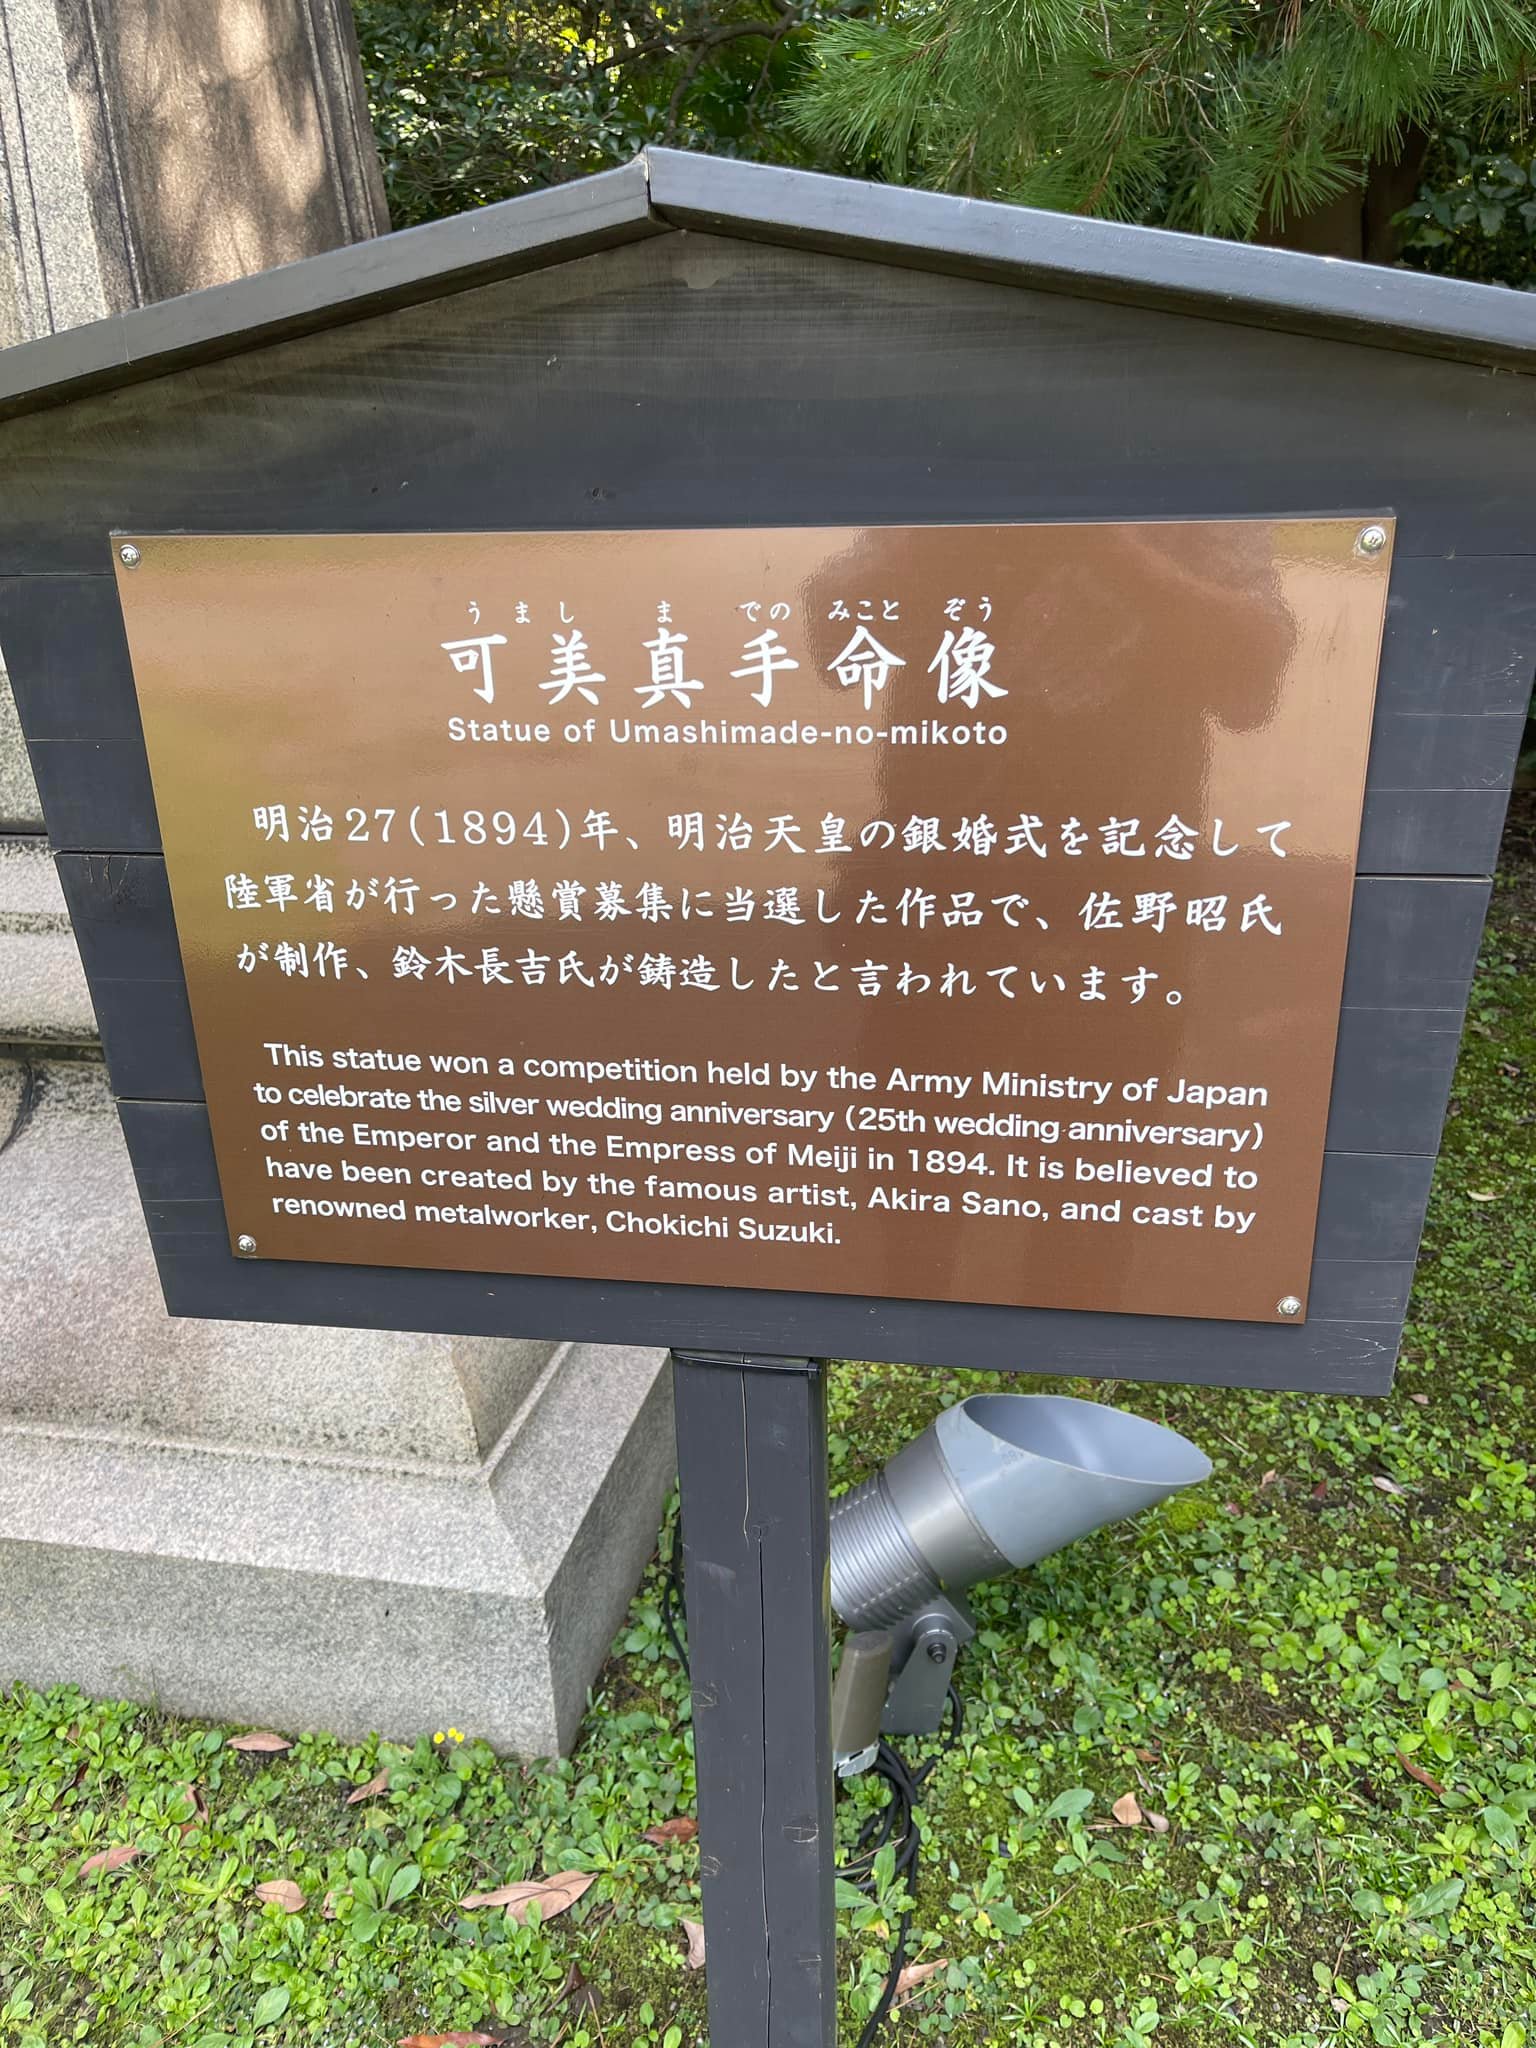 うましまでのみことぞう
可美真手命像
Statue of Umashimade-no-mikoto
明治27(1894)年、明治天皇の銀婚式を記念して
陸軍省が行った懸賞募集に当選した作品で、佐野昭氏
が制作、鈴木長吉氏が鋳造したと言われています。
This statue won a competition held by the Army Ministry of Japan
to celebrate the silver wedding anniversary (25th wedding anniversary)
of the Emperor and the Empress of Meiji in 1894. It is believed to
have been created by the famous artist, Akira Sano, and cast by
renowned metalworker, Chokichi Suzuki.